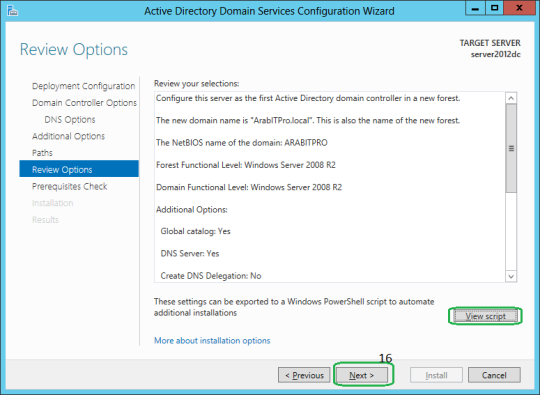 Active Directory Domain Services Configuration Wizard
Review Options
TARGET SERVER
server2012dc
Deployment Configuration
Domain Controller Options
DNS Options
Additional Options
Paths
Review Options
Prerequisites Check
Installation
Results
Review your selections:
Configure this server as the first Active Directory domain controller in a new forest.
The new domain name is "ArabITPro.local". This is also the name of the new forest.
The NetBIOS name of the domain: ARABITPRO
Forest Functional Level: Windows Server 2008 R2
Domain Functional Level: Windows Server 2008 R2
Additional Options:
Global catalog: Yes
DNS Server: Yes
Create DNS Delegation: No
These settings can be exported to a Windows PowerShell script to automate
additional installations
View script
More about installation options
16
< Previous
Next >
Install
Cancel